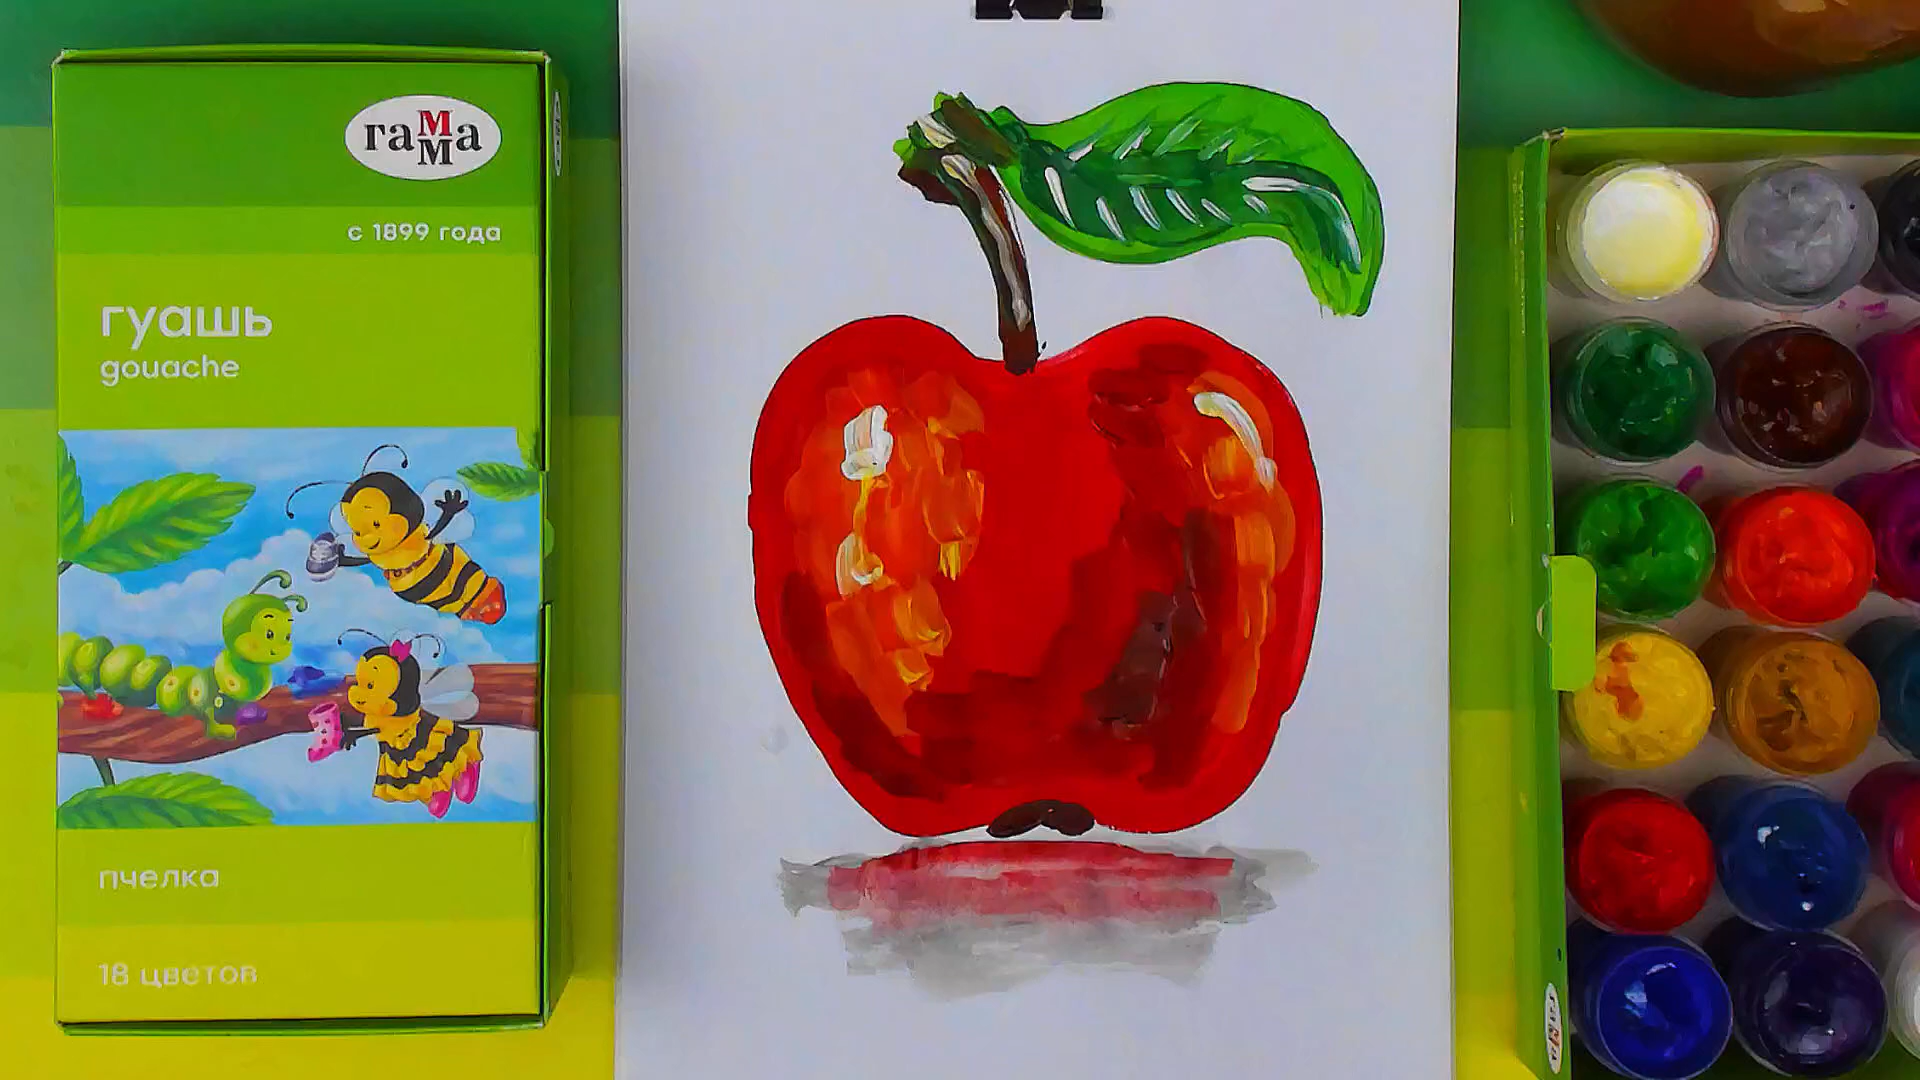 гамма
с 1899 года
гуашь
gouache
пчелка
18 цветов